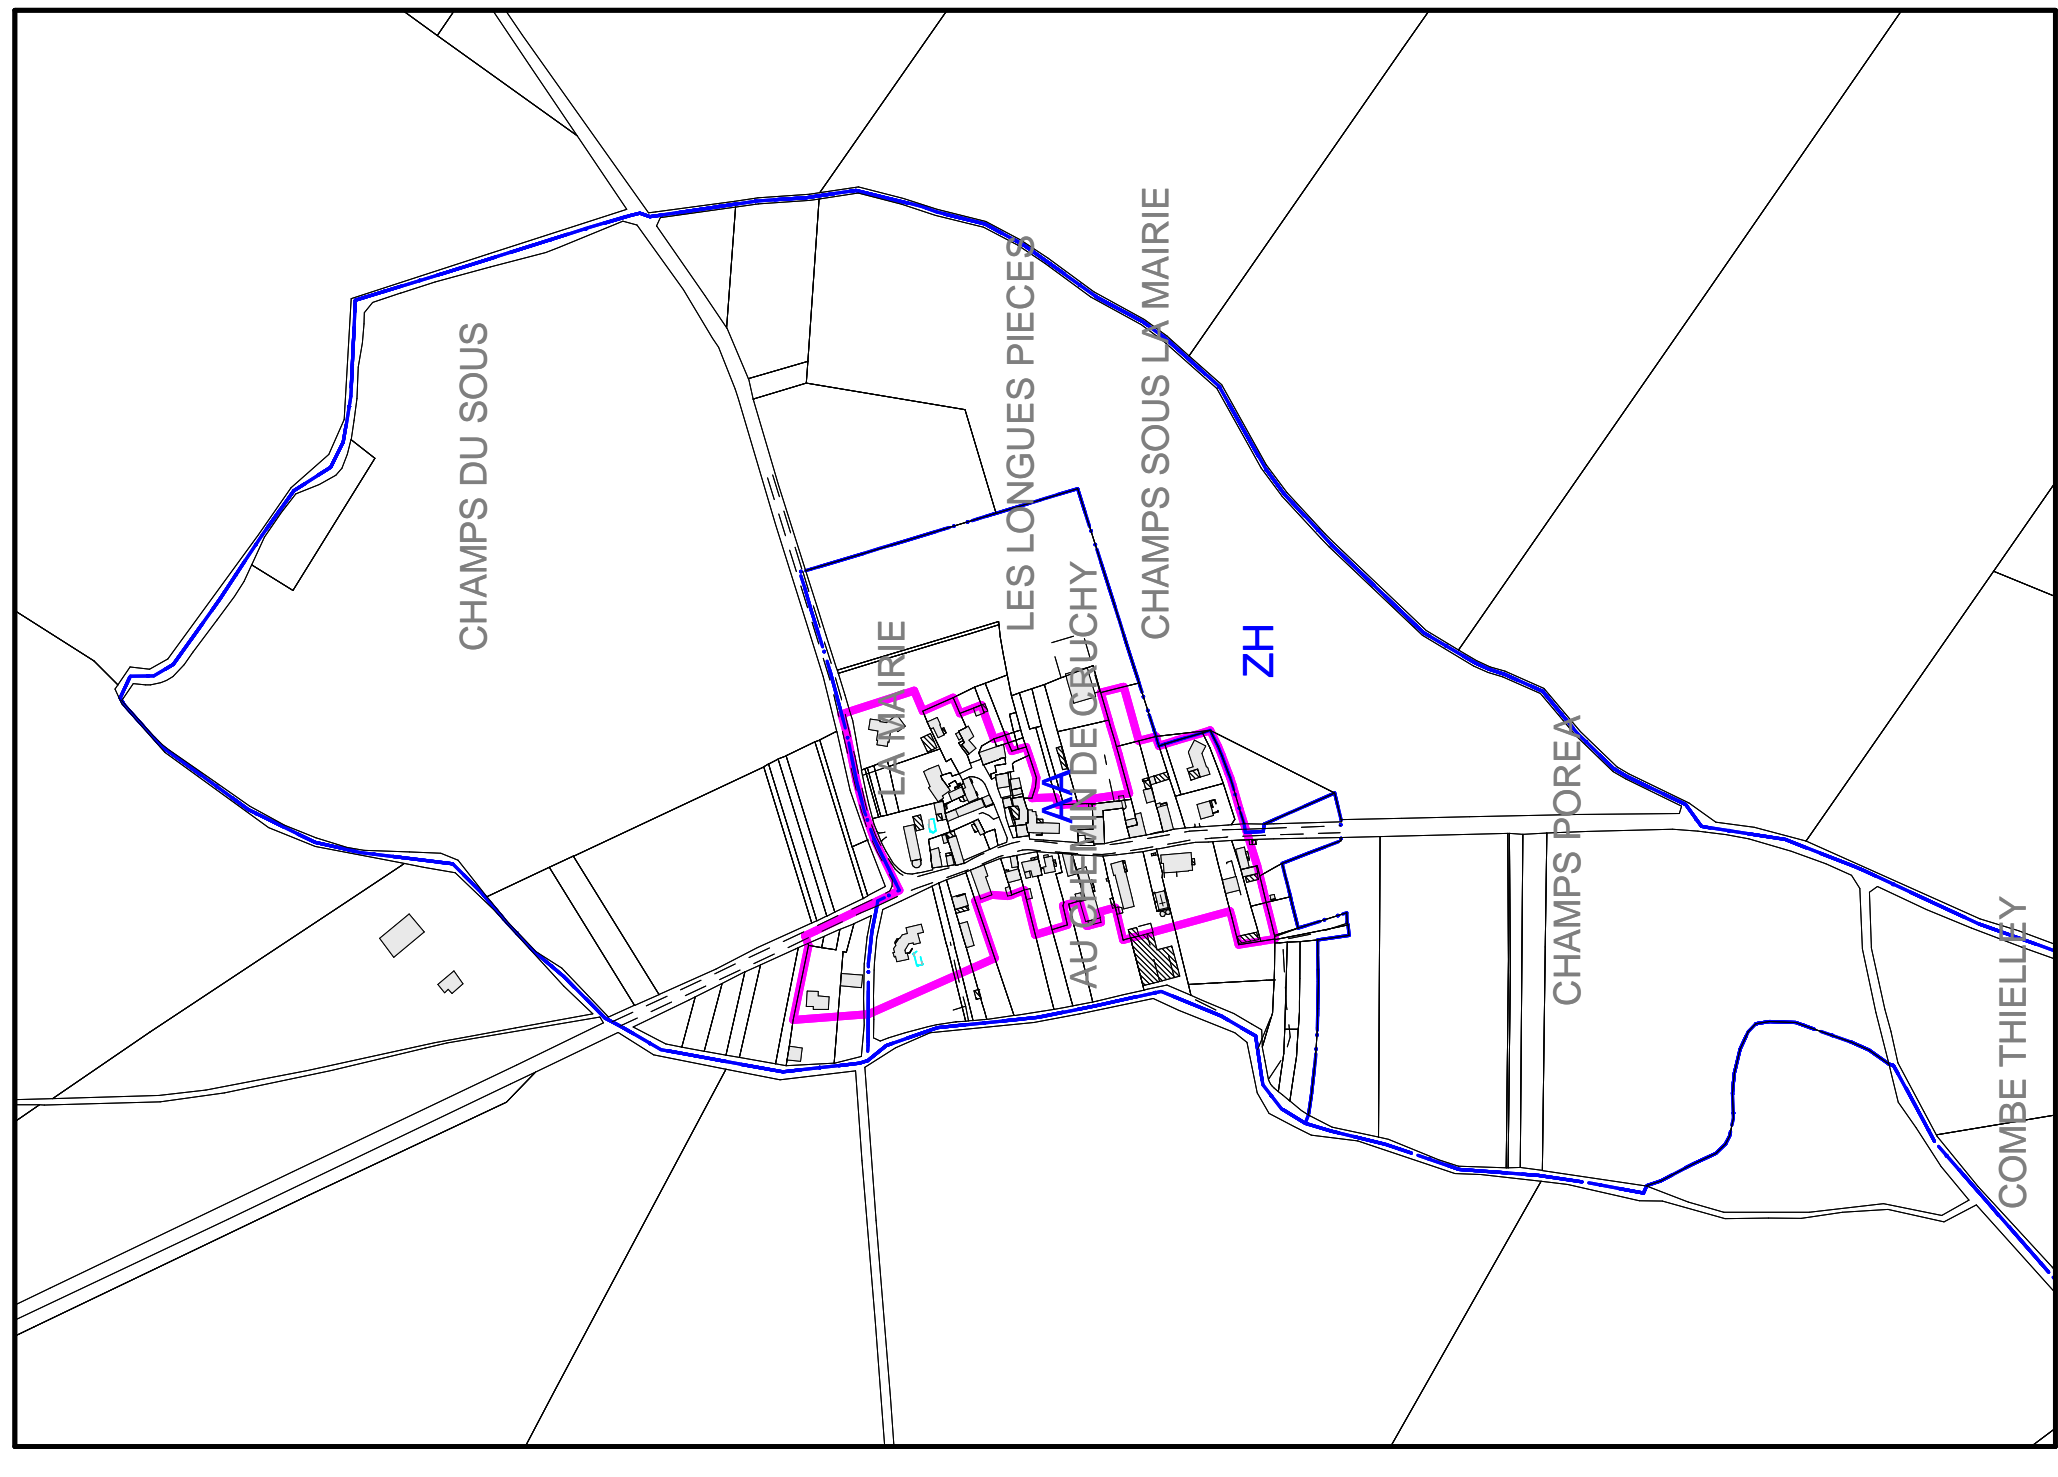 CHAMPS DU SOUS
LA MAIRIE
LES LONGUES PIECES
AA
AU CHEMIN DE CRUCHY
CHAMPS SOUS LA MAIRIE
ZH
CHAMPS POREA
COMBE THIELLEY